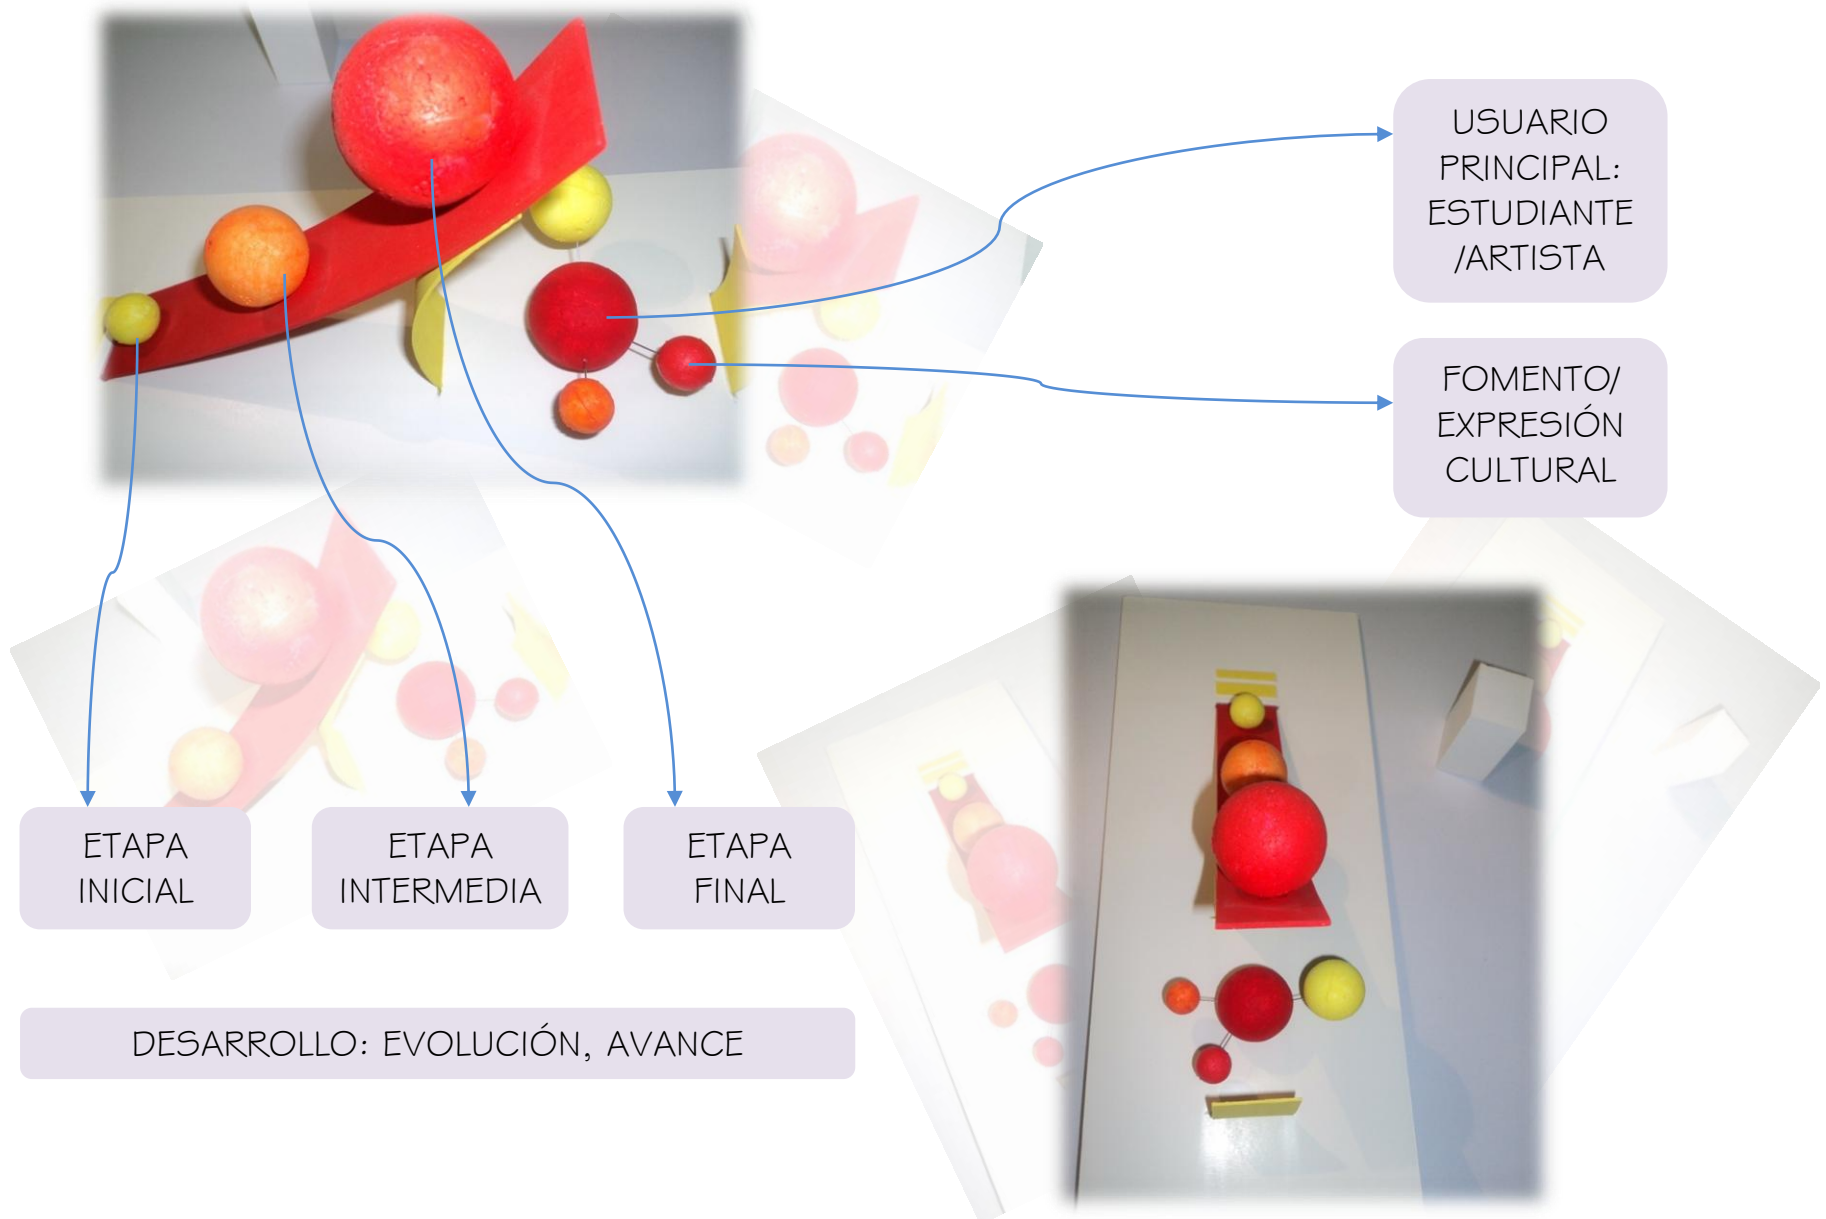 USUARIO
PRINCIPAL:
ESTUDIANTE
/ARTISTA
FOMENTO/
EXPRESIÓN
CULTURAL
ETAPA
INICIAL
ETAPA
INTERMEDIA
ETAPA
FINAL
DESARROLLO: EVOLUCIÓN, AVANCE